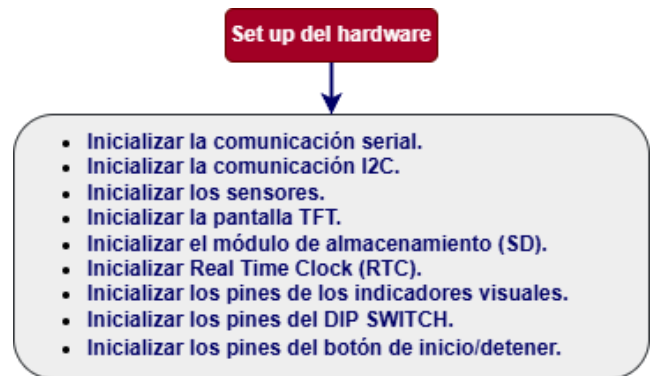 Set up del hardware
• Inicializar la comunicación serial.
• Inicializar la comunicación I2C.
• Inicializar los sensores.
• Inicializar la pantalla TFT.
• Inicializar el módulo de almacenamiento (SD).
• Inicializar Real Time Clock (RTC).
• Inicializar los pines de los indicadores visuales.
• Inicializar los pines del DIP SWITCH.
• Inicializar los pines del botón de inicio/detener.